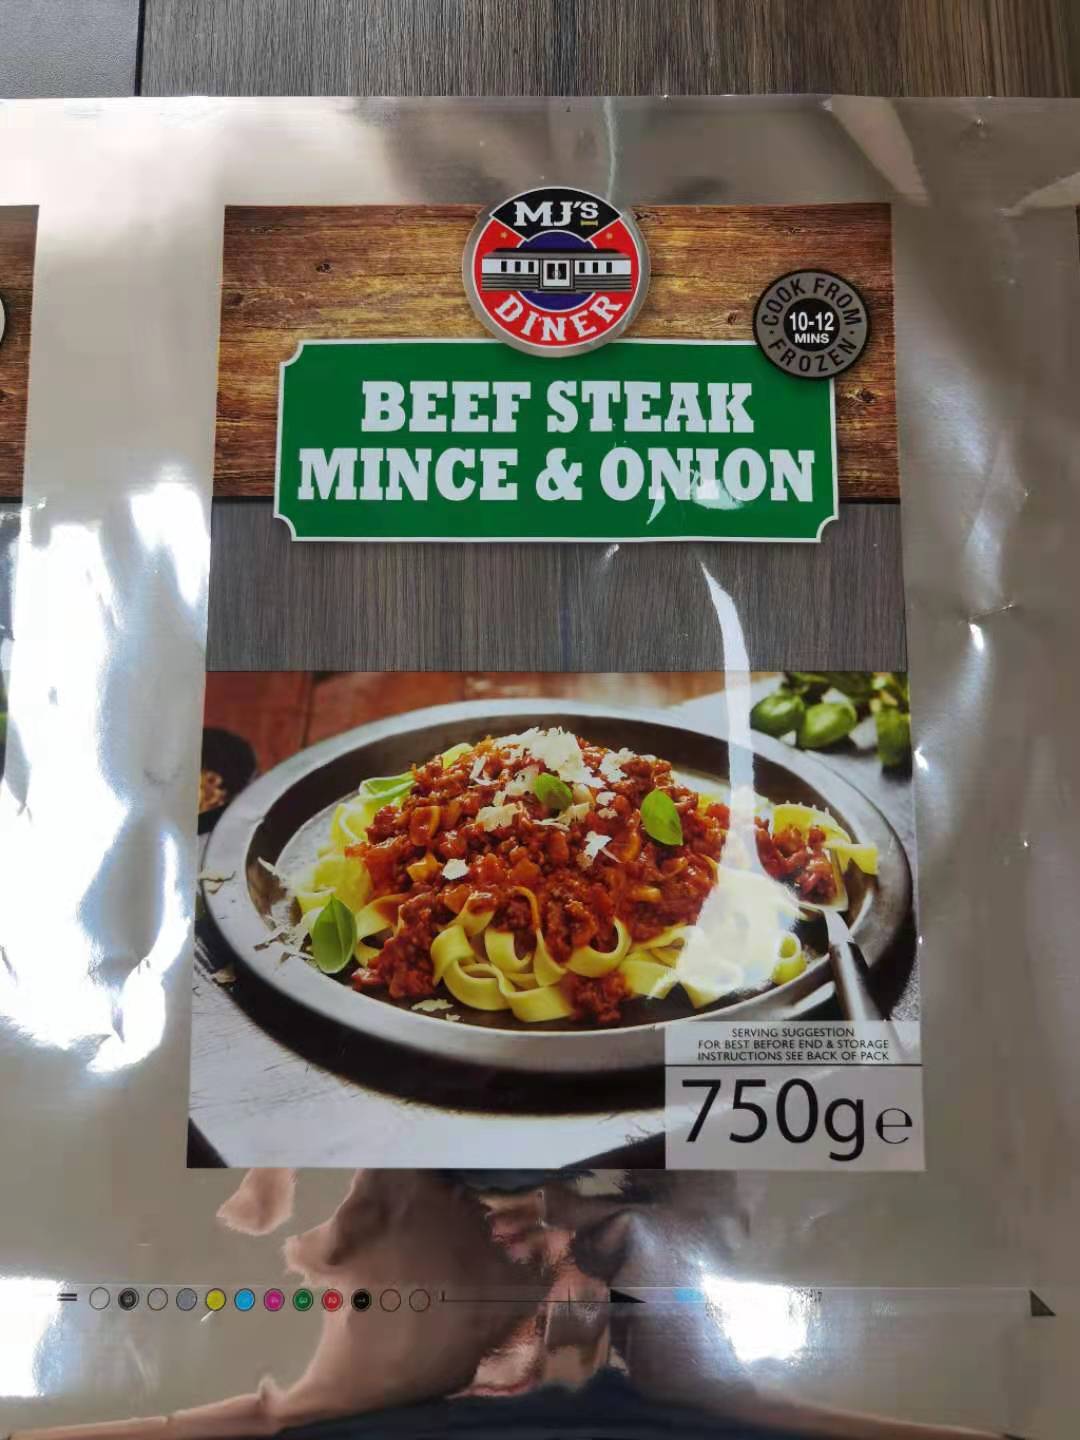 MJ'S
DINER
COOK FROM
10-12
MINS
FROZEN
BEEF STEAK
MINCE & ONION
SERVING SUGGESTION
FOR BEST BEFORE END & STORAGE
INSTRUCTIONS SEE BACK OF PACK
750g℮